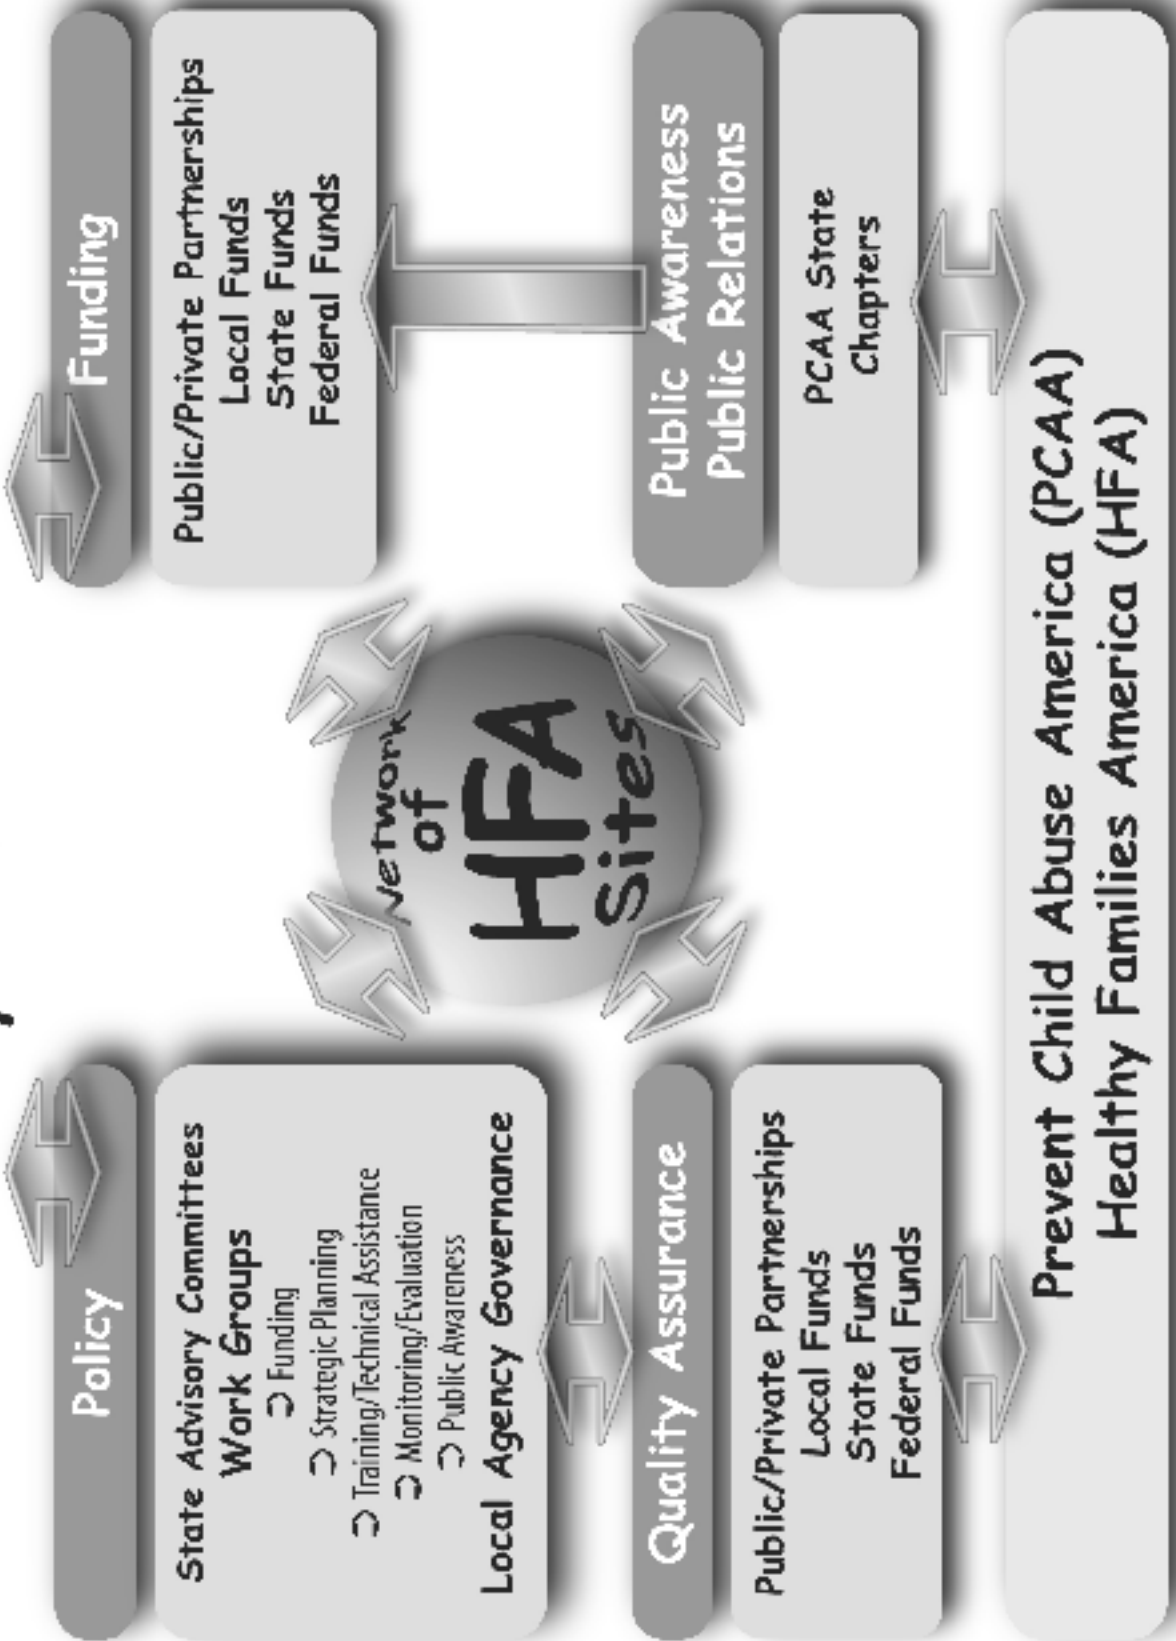 Policy
State Advisory Committees
Work Groups
⊃ Funding
⊃ Strategic Planning
⊃ Training/Technical Assistance
⊃ Monitoring/Evaluation
⊃ Public Awareness
Local Agency Governance
Funding
Public/Private Partnerships
Local Funds
State Funds
Federal Funds
Network
of
HFA
Sites
Quality Assurance
Public/Private Partnerships
Local Funds
State Funds
Federal Funds
Public Awareness
Public Relations
PCAA State
Chapters
Prevent Child Abuse America (PCAA)
Healthy Families America (HFA)